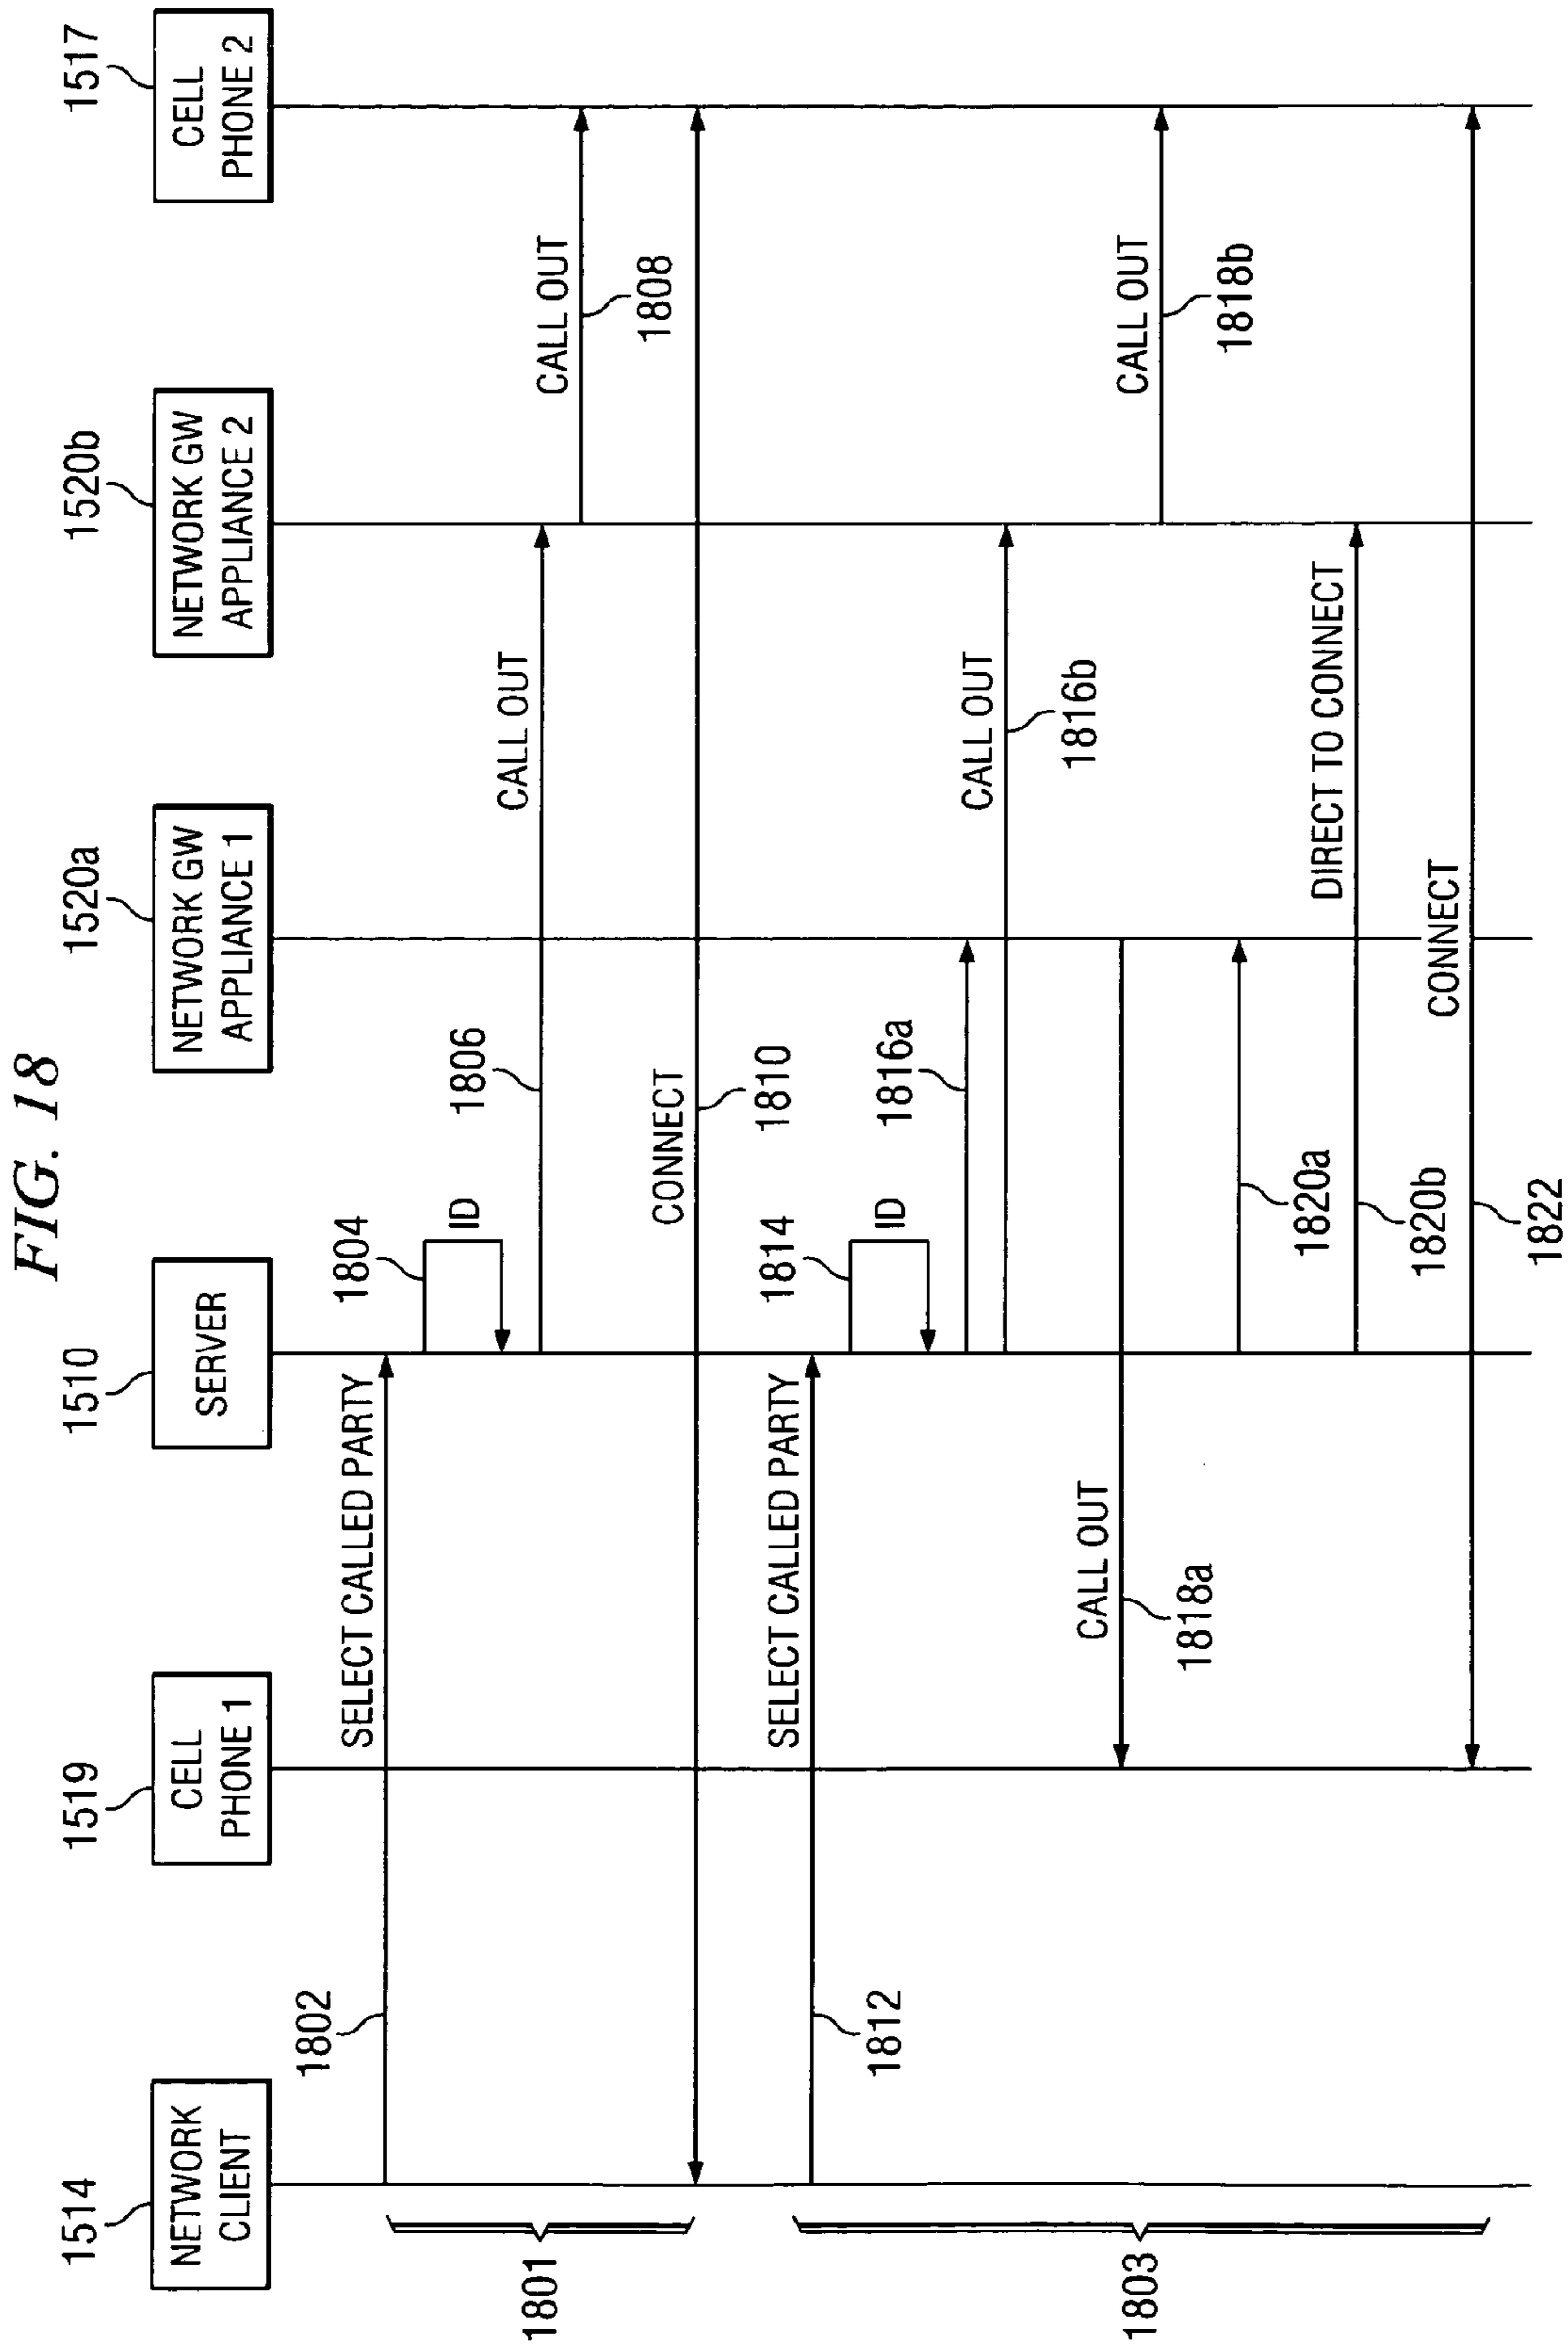 FIG. 18
1514
NETWORK
CLIENT
1519
CELL
PHONE 1
1510
SERVER
1520a
NETWORK GW
APPLIANCE 1
1520b
NETWORK GW
APPLIANCE 2
1517
CELL
PHONE 2
1801
1802
SELECT CALLED PARTY
1804
ID
1806
CALL OUT
CALL OUT
1808
CONNECT
1810
1803
SELECT CALLED PARTY
1812
1814
ID
1816a
CALL OUT
1816b
CALL OUT
1818a
CALL OUT
1818b
1820a
DIRECT TO CONNECT
1820b
CONNECT
1822